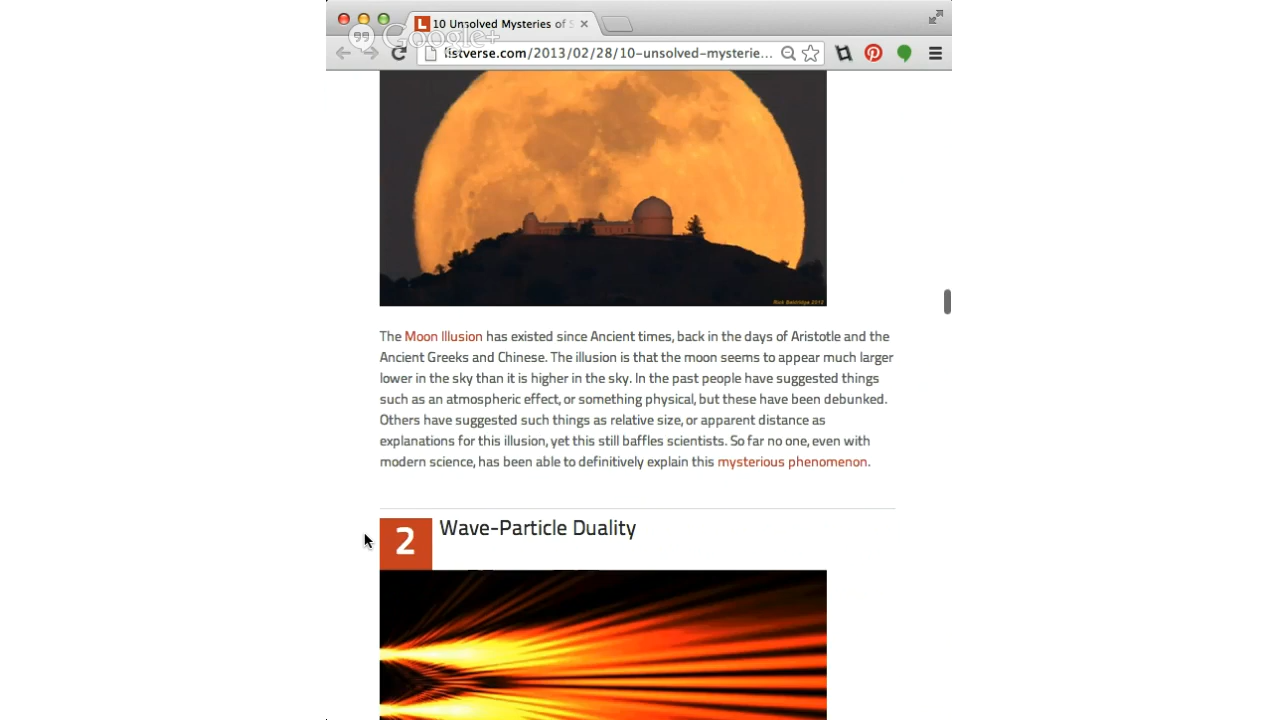 10 Unsolved Mysteries of S
Google+
listverse.com/2013/02/28/10-unsolved-mysterie...
Rick Baldridge 2012
The Moon Illusion has existed since Ancient times, back in the days of Aristotle and the
Ancient Greeks and Chinese. The illusion is that the moon seems to appear much larger
lower in the sky than it is higher in the sky. In the past people have suggested things
such as an atmospheric effect, or something physical, but these have been debunked.
Others have suggested such things as relative size, or apparent distance as
explanations for this illusion, yet this still baffles scientists. So far no one, even with
modern science, has been able to definitively explain this mysterious phenomenon.
2
Wave-Particle Duality